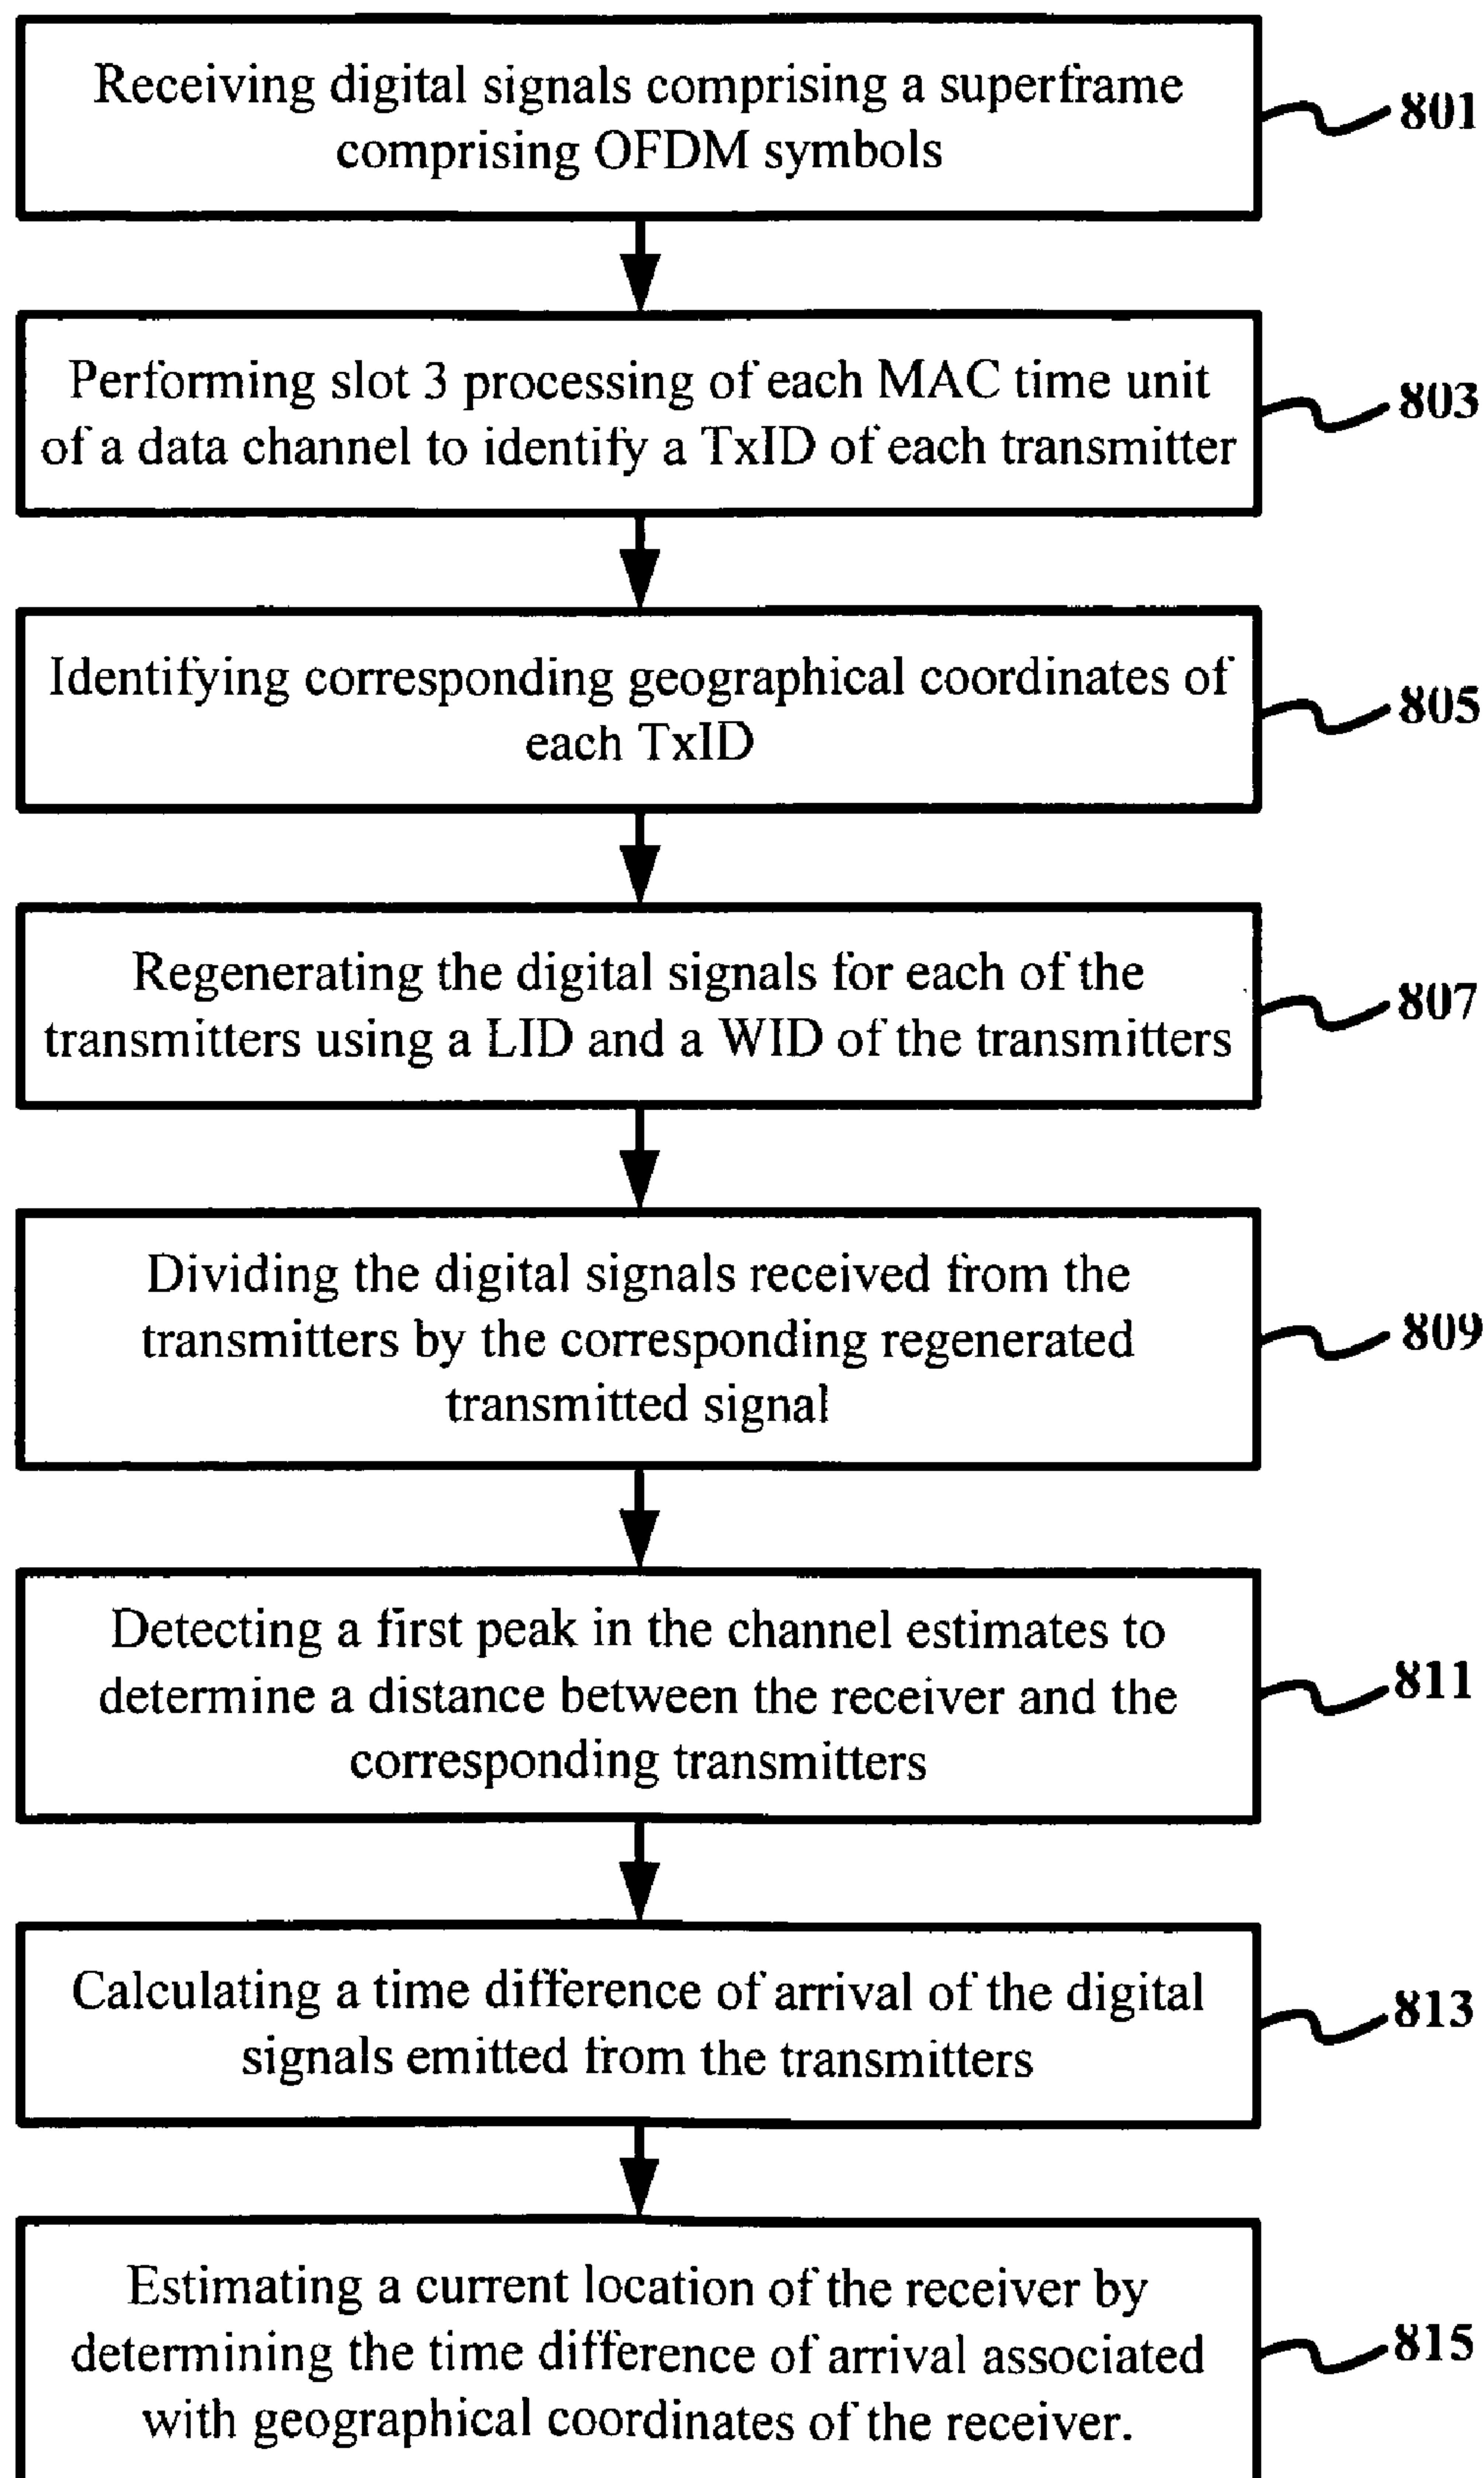 Receiving digital signals comprising a superframe
comprising OFDM symbols
801
Performing slot 3 processing of each MAC time unit
of a data channel to identify a TxID of each transmitter
803
Identifying corresponding geographical coordinates of
each TxID
805
Regenerating the digital signals for each of the
transmitters using a LID and a WID of the transmitters
807
Dividing the digital signals received from the
transmitters by the corresponding regenerated
transmitted signal
809
Detecting a first peak in the channel estimates to
determine a distance between the receiver and the
corresponding transmitters
811
Calculating a time difference of arrival of the digital
signals emitted from the transmitters
813
Estimating a current location of the receiver by
determining the time difference of arrival associated
with geographical coordinates of the receiver.
815